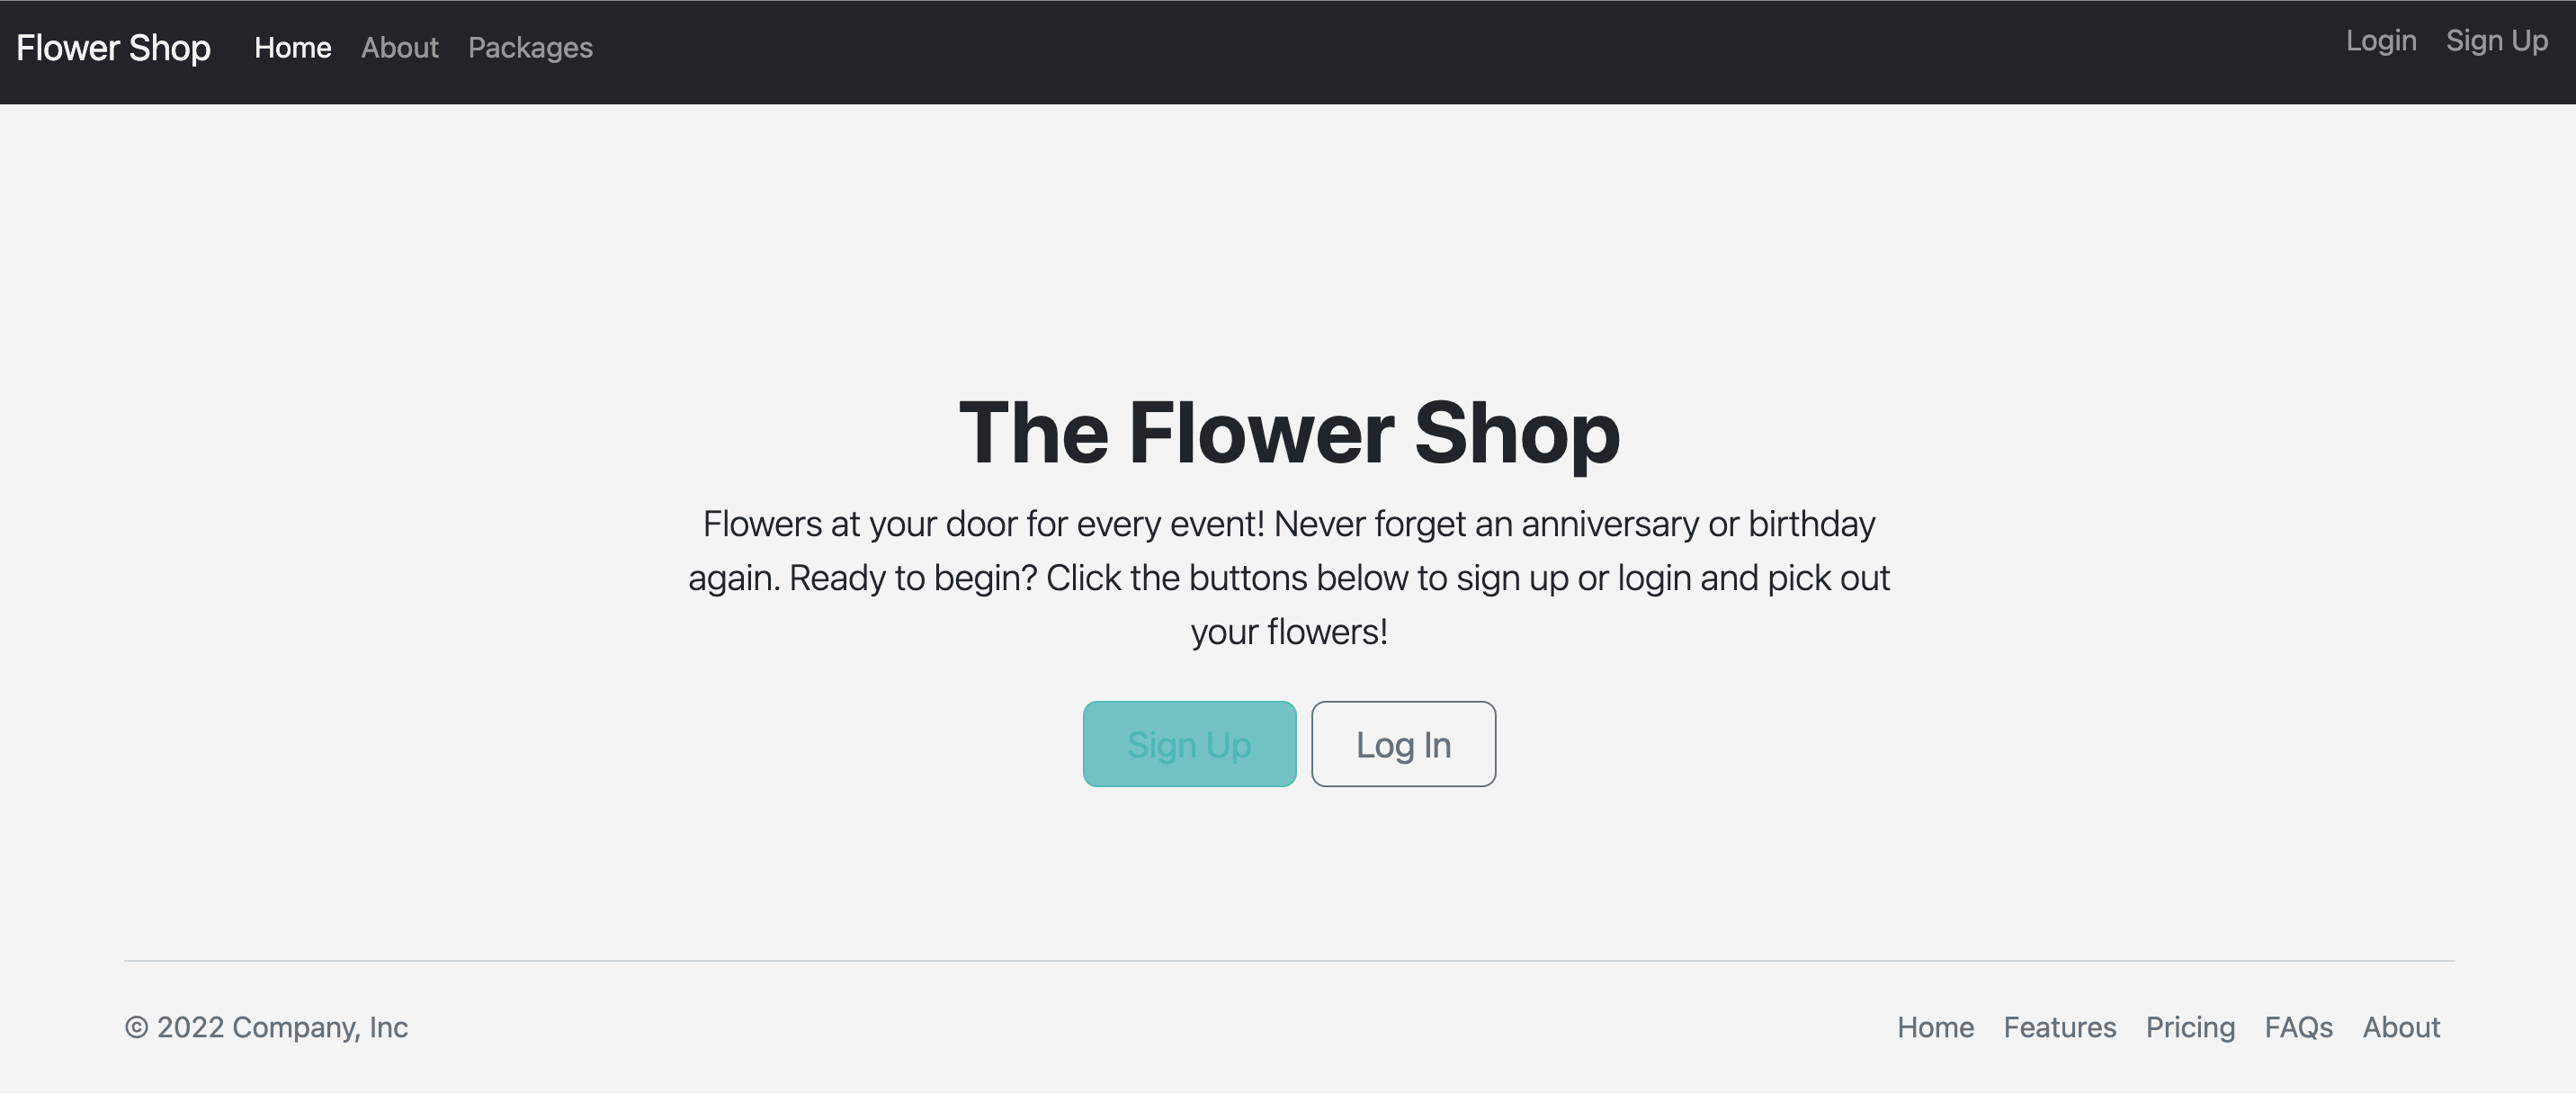 Flower Shop Home About Packages Login Sign Up
The Flower Shop
Flowers at your door for every event! Never forget an anniversary or birthday
again. Ready to begin? Click the buttons below to sign up or login and pick out
your flowers!
Sign Up Log In
© 2022 Company, Inc Home Features Pricing FAQs About